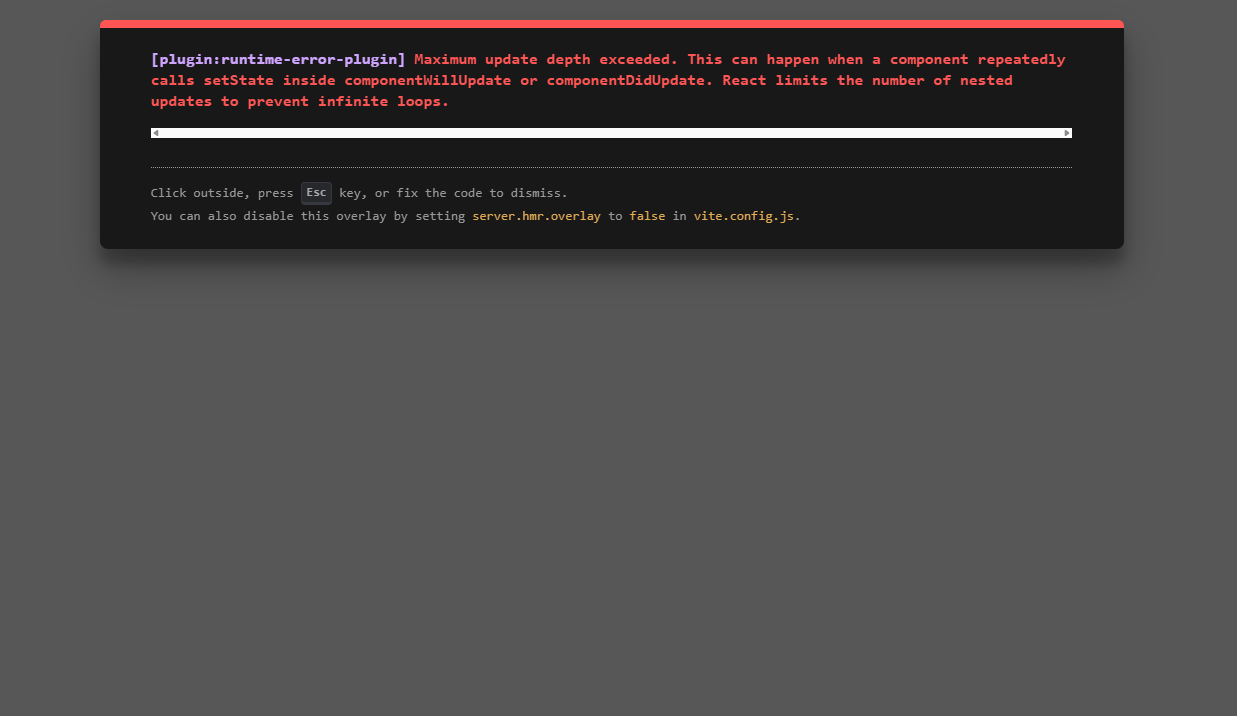 [plugin:runtime-error-plugin] Maximum update depth exceeded. This can happen when a component repeatedly
calls setState inside componentWillUpdate or componentDidUpdate. React limits the number of nested
updates to prevent infinite loops.
Click outside, press Esc key, or fix the code to dismiss.
You can also disable this overlay by setting server.hmr.overlay to false in vite.config.js.